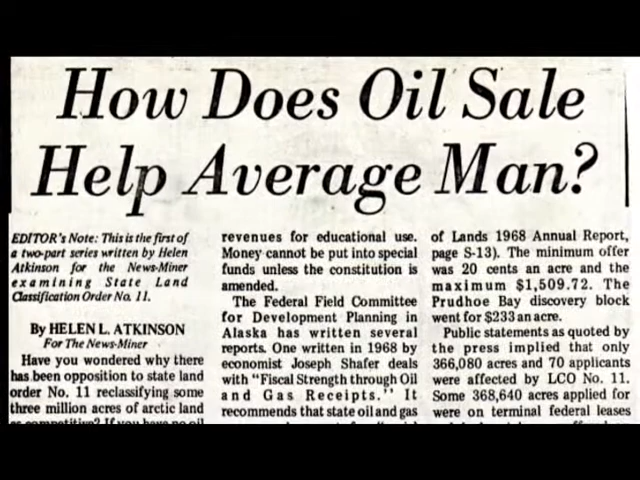 How Does Oil Sale
Help Average Man?
EDITOR's Note: This is the first of
a two-part series written by Helen
Atkinson for the News-Miner
examining State Land
Classification Order No. 11.
By HELEN L. ATKINSON
For The News-Miner
Have you wondered why there
has been opposition to state land
order No. 11 reclassifying some
three million acres of arctic land
revenues for educational use.
Money cannot be put into special
funds unless the constitution is
amended.
The Federal Field Committee
for Development Planning in
Alaska has written several
reports. One written in 1968 by
economist Joseph Shafer deals
with "Fiscal Strength through Oil
and Gas Receipts." It
recommends that state oil and gas
of Lands 1968 Annual Report,
page S-13). The minimum offer
was 20 cents an acre and the
maximum $1,509.72. The
Prudhoe Bay discovery block
went for $233 an acre.
Public statements as quoted by
the press implied that only
366,080 acres and 70 applicants
were affected by LCO No. 11.
Some 368,640 acres applied for
were on terminal federal leases